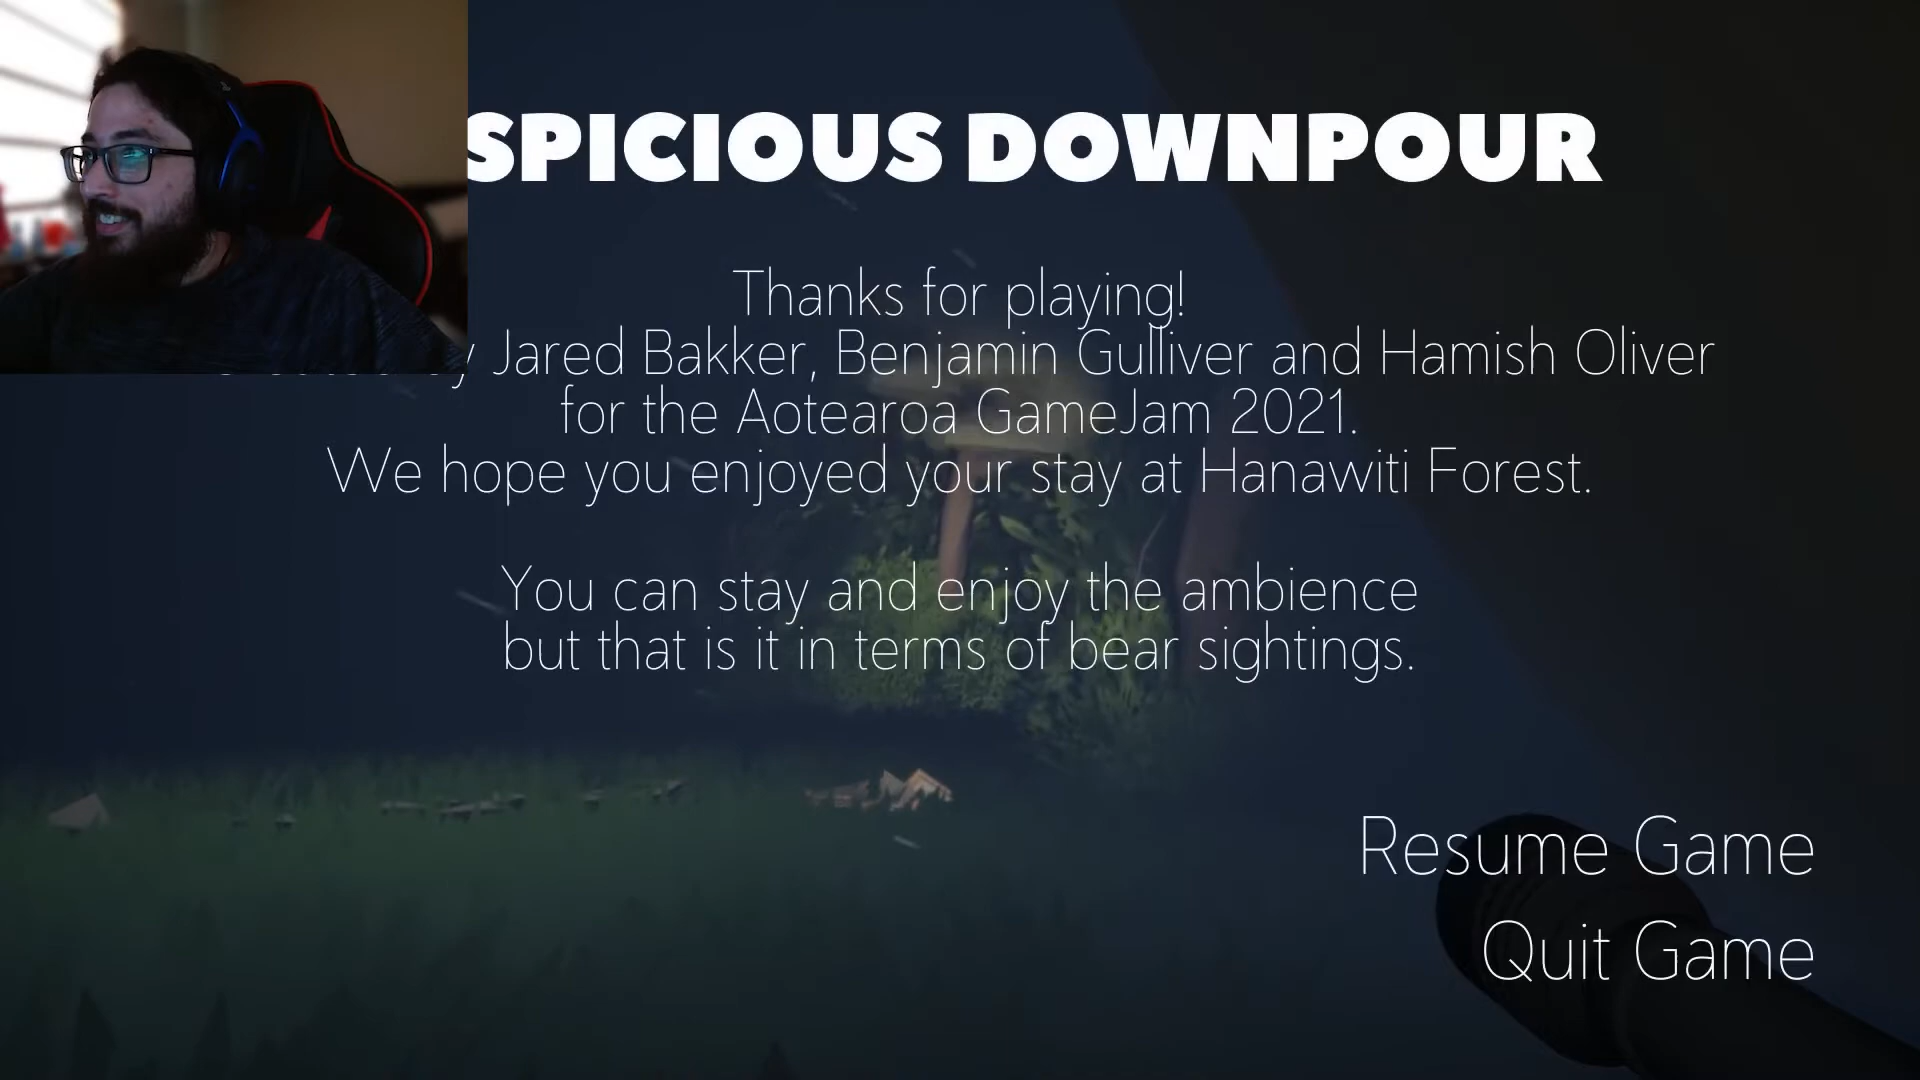 SPICIOUS DOWNPOUR
Thanks for playing!
Jared Bakker, Benjamin Gulliver and Hamish Oliver
for the Aotearoa GameJam 2021.
We hope you enjoyed your stay at Hanawiti Forest.
You can stay and enjoy the ambience
but that is it in terms of bear sightings.
Resume Game
Quit Game